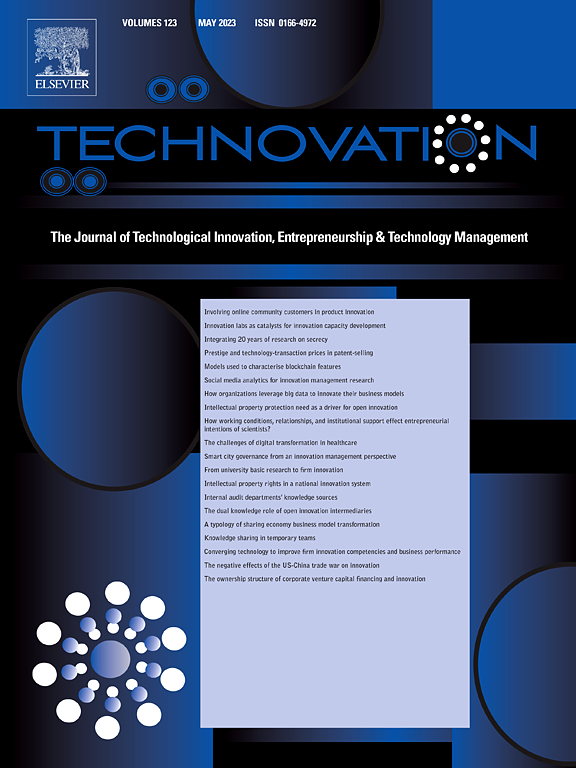 VOLUMES 123 MAY 2023 ISSN 0166-4972
ELSEVIER
TECHNOVATION
The Journal of Technological Innovation, Entrepreneurship & Technology Management
Involving online community customers in product innovation
Innovation labs as catalysts for innovation capacity development
Integrating 20 years of research on secrecy
Prestige and technology-transaction prices in patent-selling
Models used to characterise blockchain features
Social media analytics for innovation management research
How organizations leverage big data to innovate their business models
Intellectual property protection need as a driver for open innovation
How working conditions, relationships, and institutional support effect entrepreneurial
intentions of scientists?
The challenges of digital transformation in healthcare
Smart city governance from an innovation management perspective
From university basic research to firm innovation
Intellectual property rights in a national innovation system
Internal audit departments' knowledge sources
The dual knowledge role of open innovation intermediaries
A typology of sharing economy business model transformation
Knowledge sharing in temporary teams
Converging technology to improve firm innovation competencies and business performance
The negative effects of the US-China trade war on innovation
The ownership structure of corporate venture capital financing and innovation